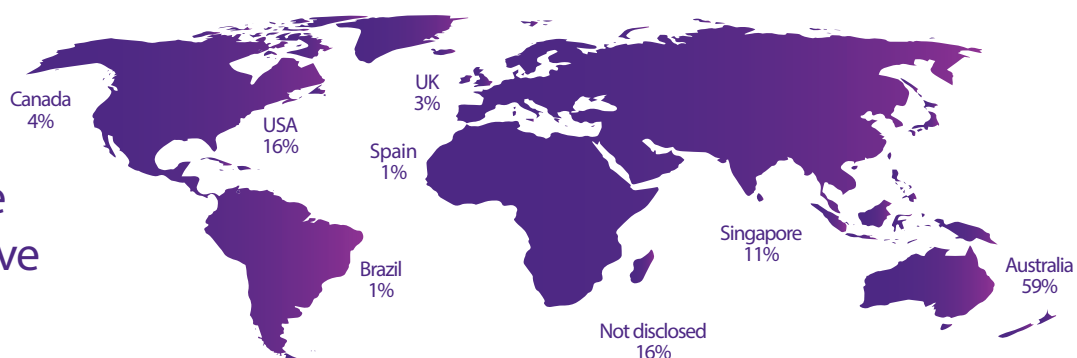 Canada
4%
USA
16%
UK
3%
Spain
1%
Brazil
1%
Singapore
11%
Australia
59%
Not disclosed
16%
ve